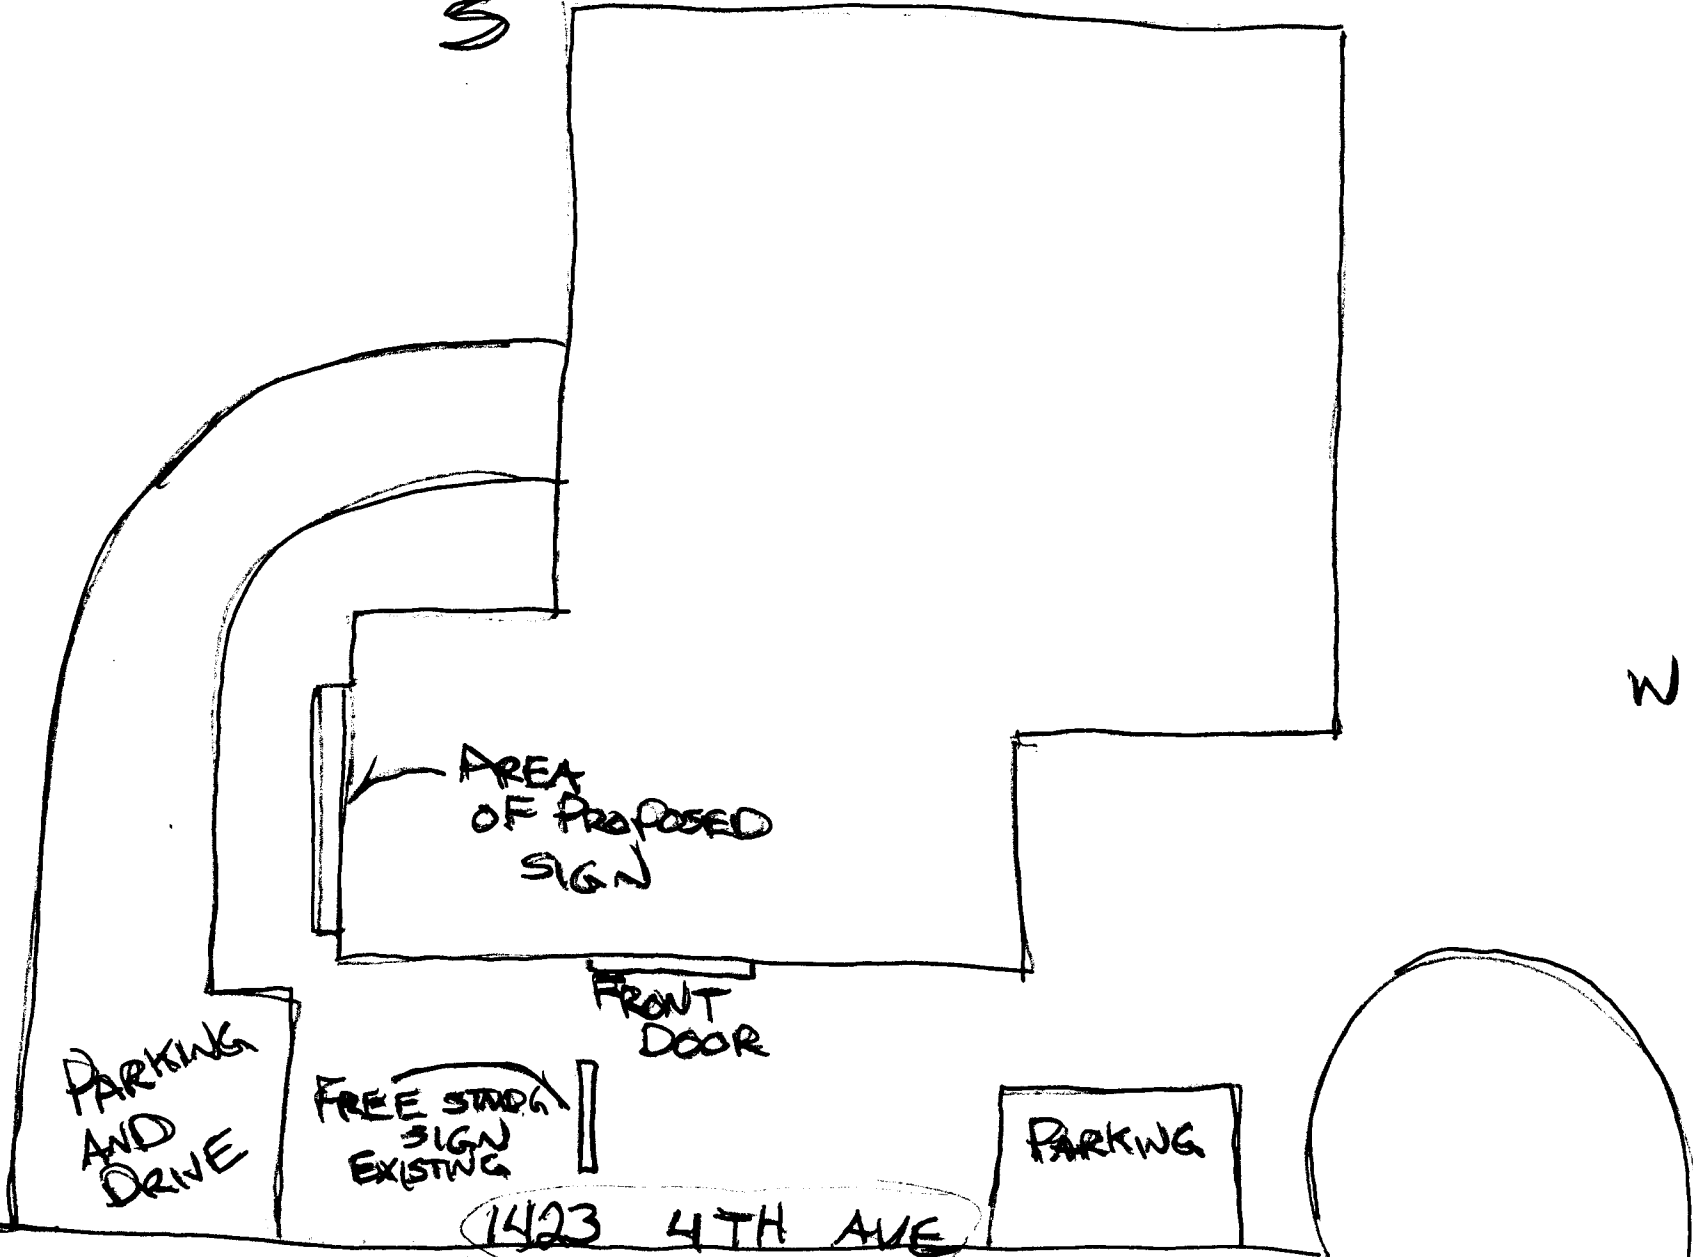 S
W
AREA
OF PROPOSED
SIGN
FRONT
DOOR
PARKING
AND
DRIVE
FREE STNDG
SIGN
EXISTING
PARKING
1423 4TH AVE